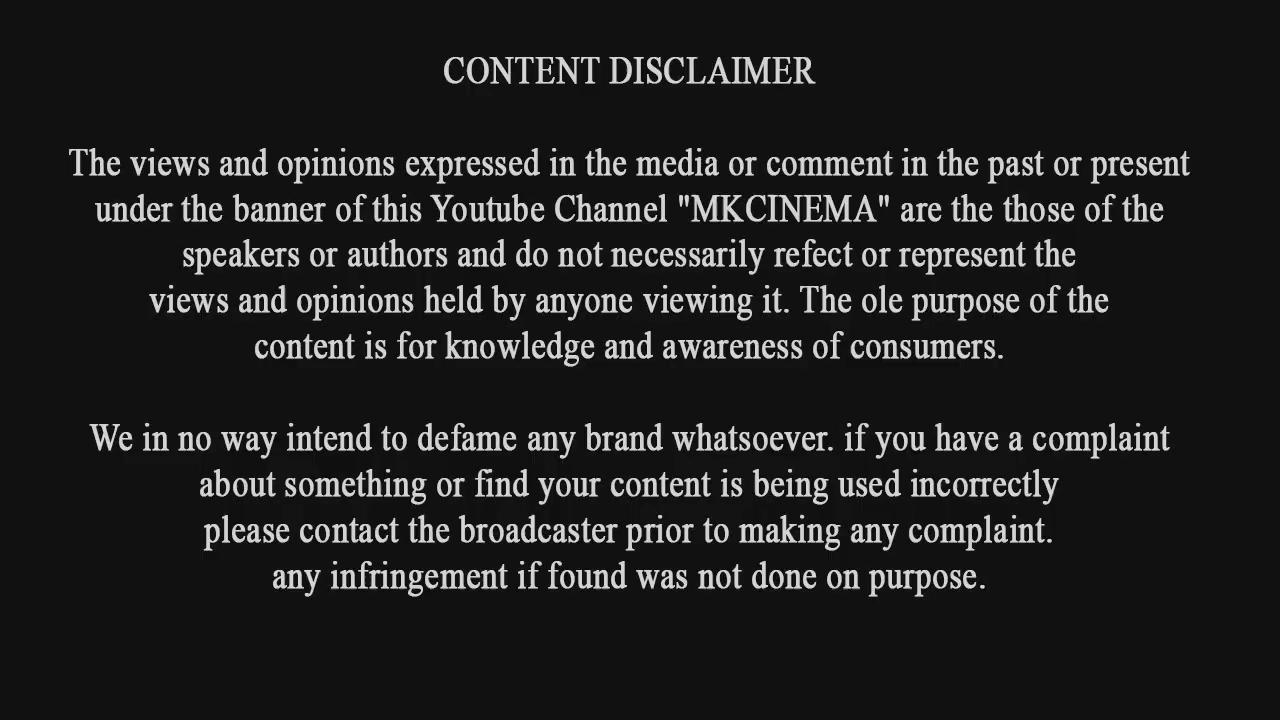 CONTENT DISCLAIMER
The views and opinions expressed in the media or comment in the past or present
under the banner of this Youtube Channel "MKCINEMA" are the those of the
speakers or authors and do not necessarily refect or represent the
views and opinions held by anyone viewing it. The ole purpose of the
content is for knowledge and awareness of consumers.
We in no way intend to defame any brand whatsoever. if you have a complaint
about something or find your content is being used incorrectly
please contact the broadcaster prior to making any complaint.
any infringement if found was not done on purpose.